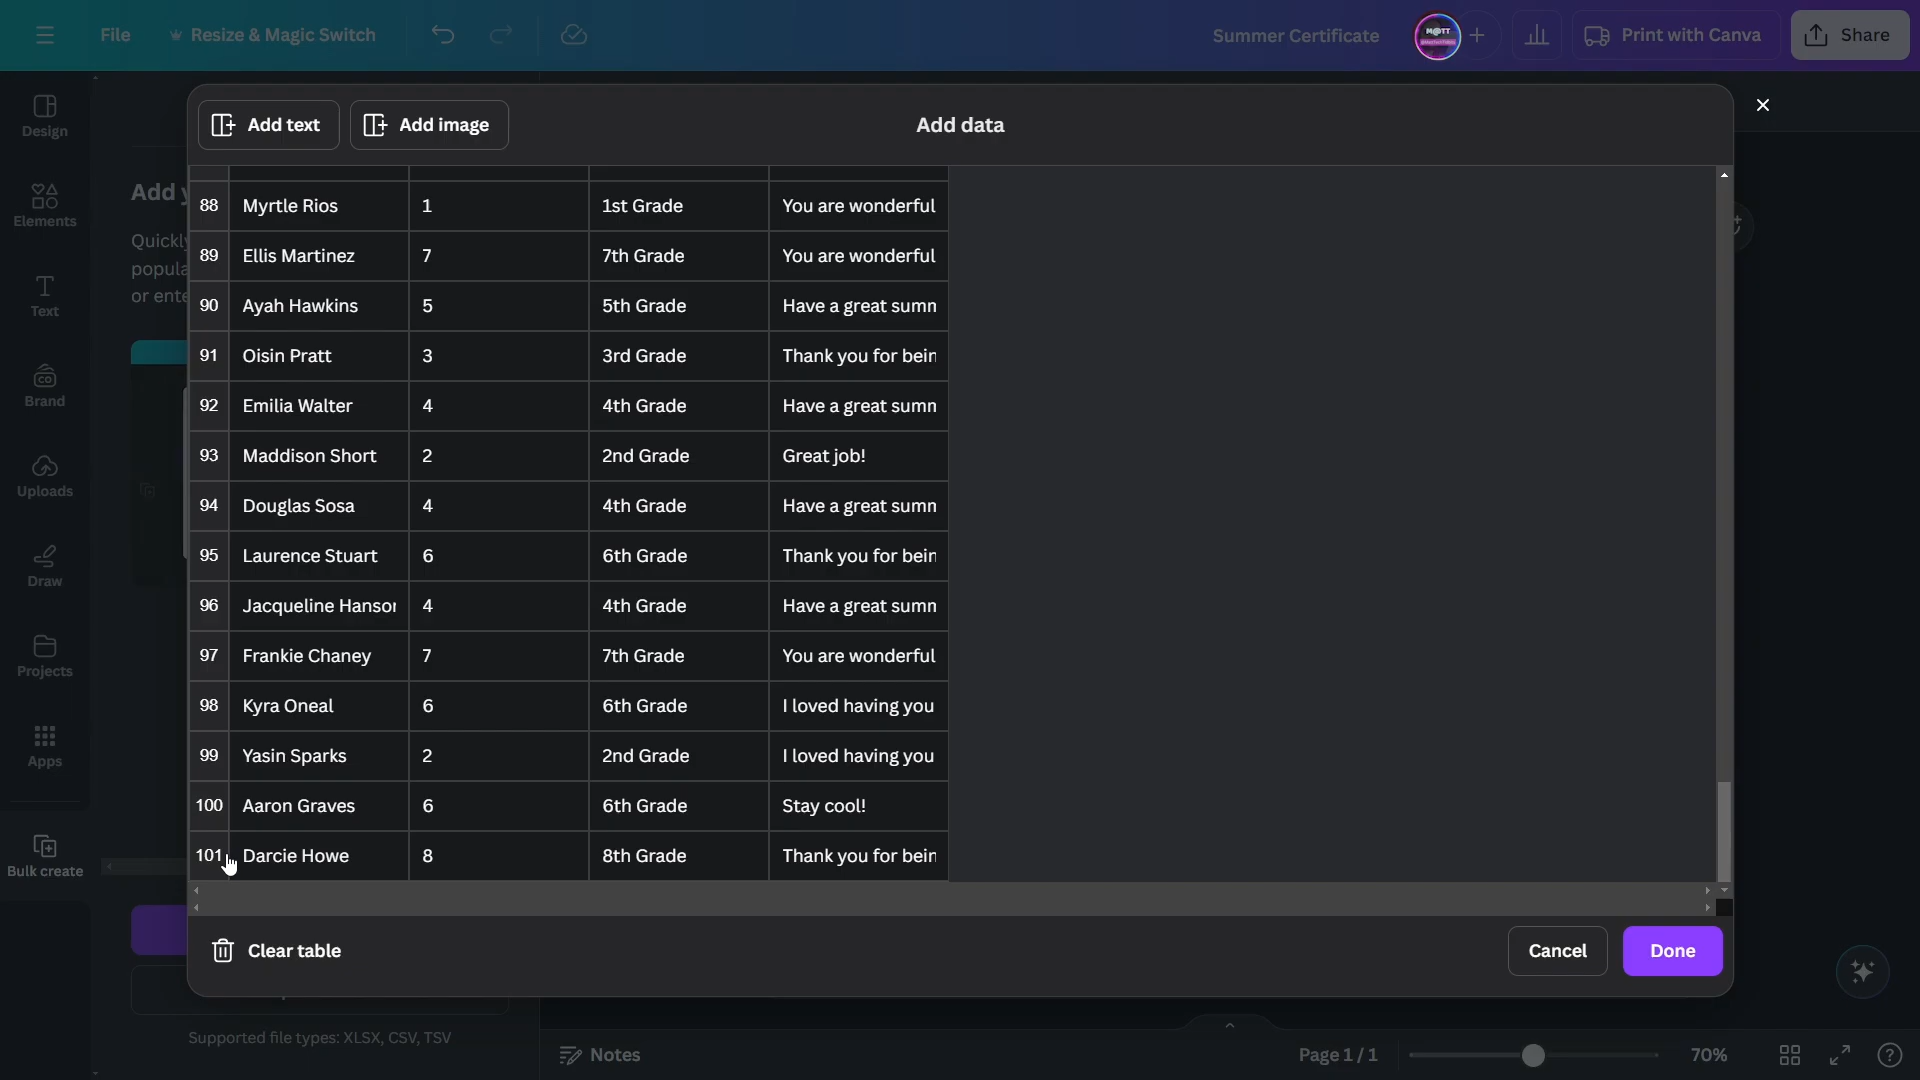 File
Resize & Magic Switch
Summer Certificate
M@TT
Print with Canva
Share
Design
Elements
Text
Brand
Uploads
Draw
Projects
Apps
Bulk create
Add
Quickly
or
Add text
Add image
Add data
88 Myrtle Rios 1 1st Grade You are wonderful
89 Ellis Martinez 7 7th Grade You are wonderful
90 Ayah Hawkins 5 5th Grade Have a great sumn
91 Oisin Pratt 3 3rd Grade Thank you for bein
92 Emilia Walter 4 4th Grade Have a great sumn
93 Maddison Short 2 2nd Grade Great job!
94 Douglas Sosa 4 4th Grade Have a great sumn
95 Laurence Stuart 6 6th Grade Thank you for bein
96 Jacqueline Hanson 4 4th Grade Have a great sumn
97 Frankie Chaney 7 7th Grade You are wonderful
98 Kyra Oneal 6 6th Grade I loved having you
99 Yasin Sparks 2 2nd Grade I loved having you
100 Aaron Graves 6 6th Grade Stay cool!
101 Darcie Howe 8 8th Grade Thank you for bein
Clear table
Cancel
Done
Supported file types: XLSX, CSV, TSV
Notes
Page 1 / 1
70%